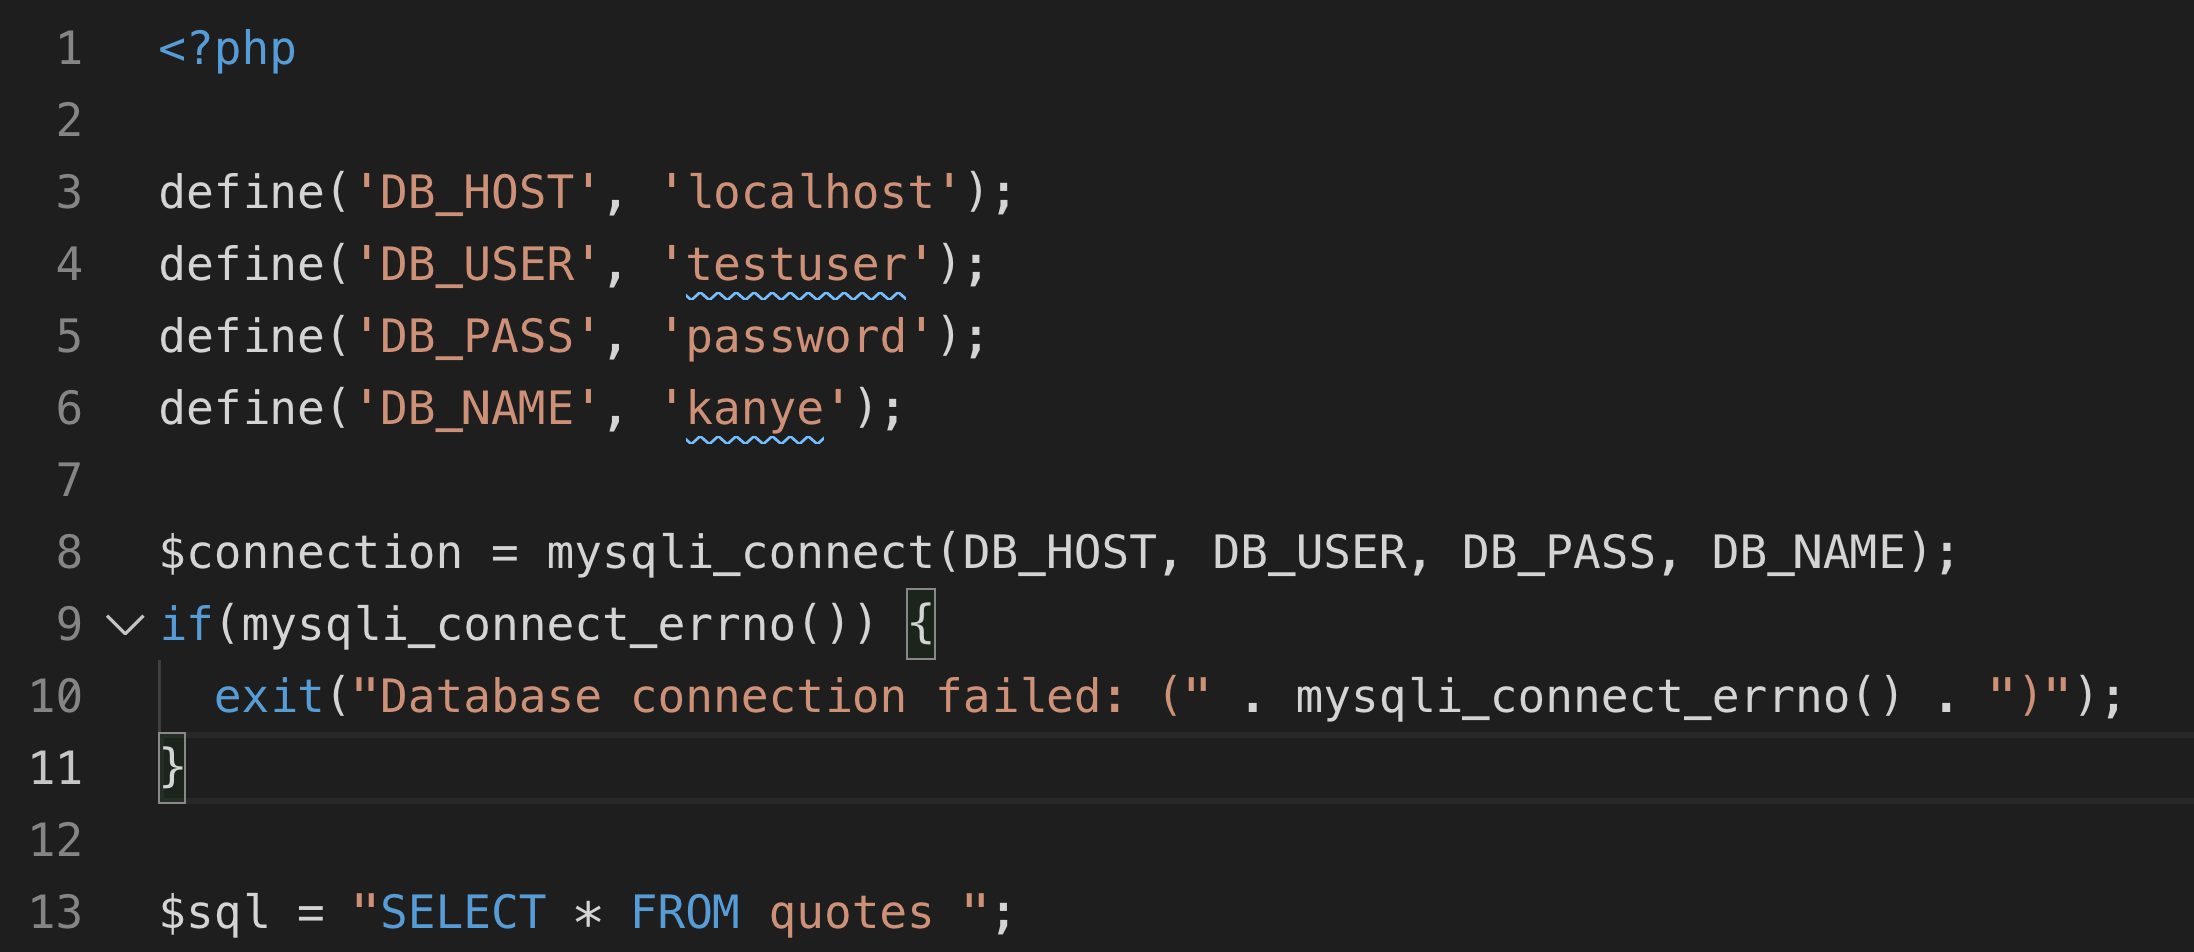 1 <?php
2
3 define('DB_HOST', 'localhost');
4 define('DB_USER', 'testuser');
5 define('DB_PASS', 'password');
6 define('DB_NAME', 'kanye');
7
8 $connection = mysqli_connect(DB_HOST, DB_USER, DB_PASS, DB_NAME);
9 if(mysqli_connect_errno()) {
10   exit("Database connection failed: (" . mysqli_connect_errno() . ")");
11 }
12
13 $sql = "SELECT * FROM quotes ";